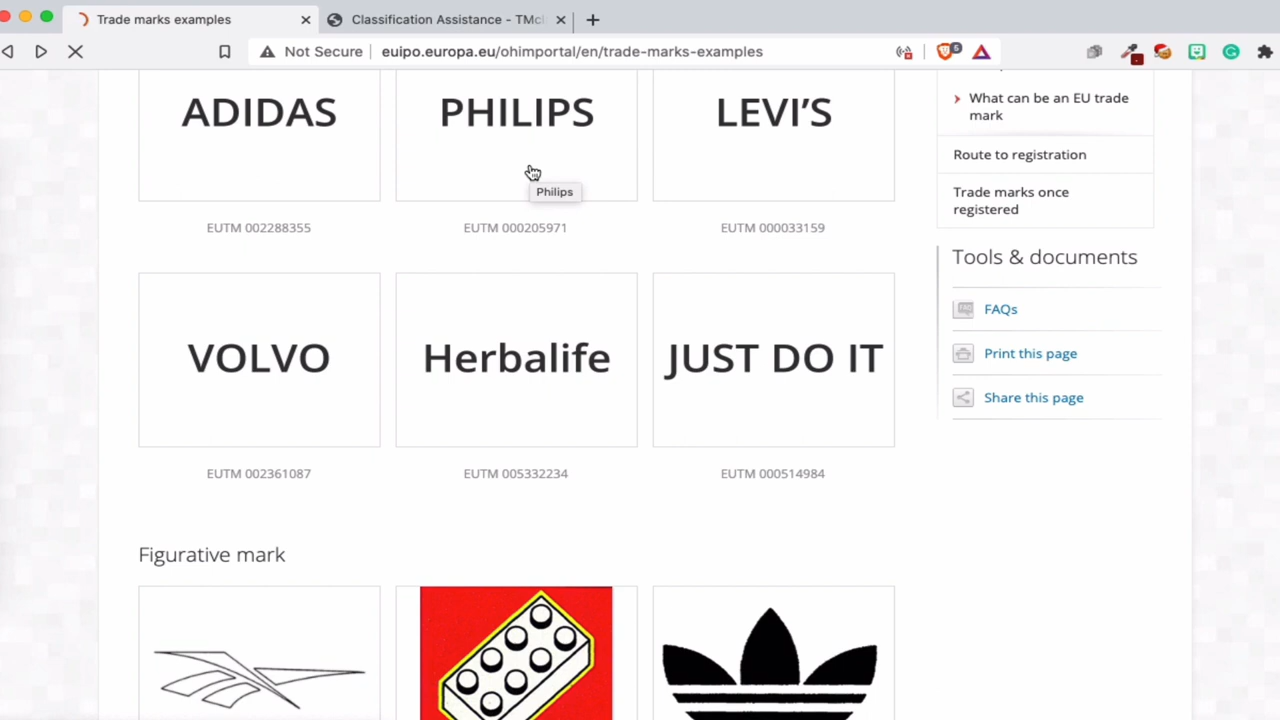 Trade marks examples
Classification Assistance - TMcl
Not Secure
euipo.europa.eu/ohimportal/en/trade-marks-examples
6
ADIDAS
PHILIPS
LEVI'S
Philips
EUTM 002288355
EUTM 000205971
EUTM 000033159
VOLVO
Herbalife
JUST DO IT
EUTM 002361087
EUTM 005332234
EUTM 000514984
Figurative mark
What can be an EU trade
mark
Route to registration
Trade marks once
registered
Tools & documents
FAQs
Print this page
Share this page